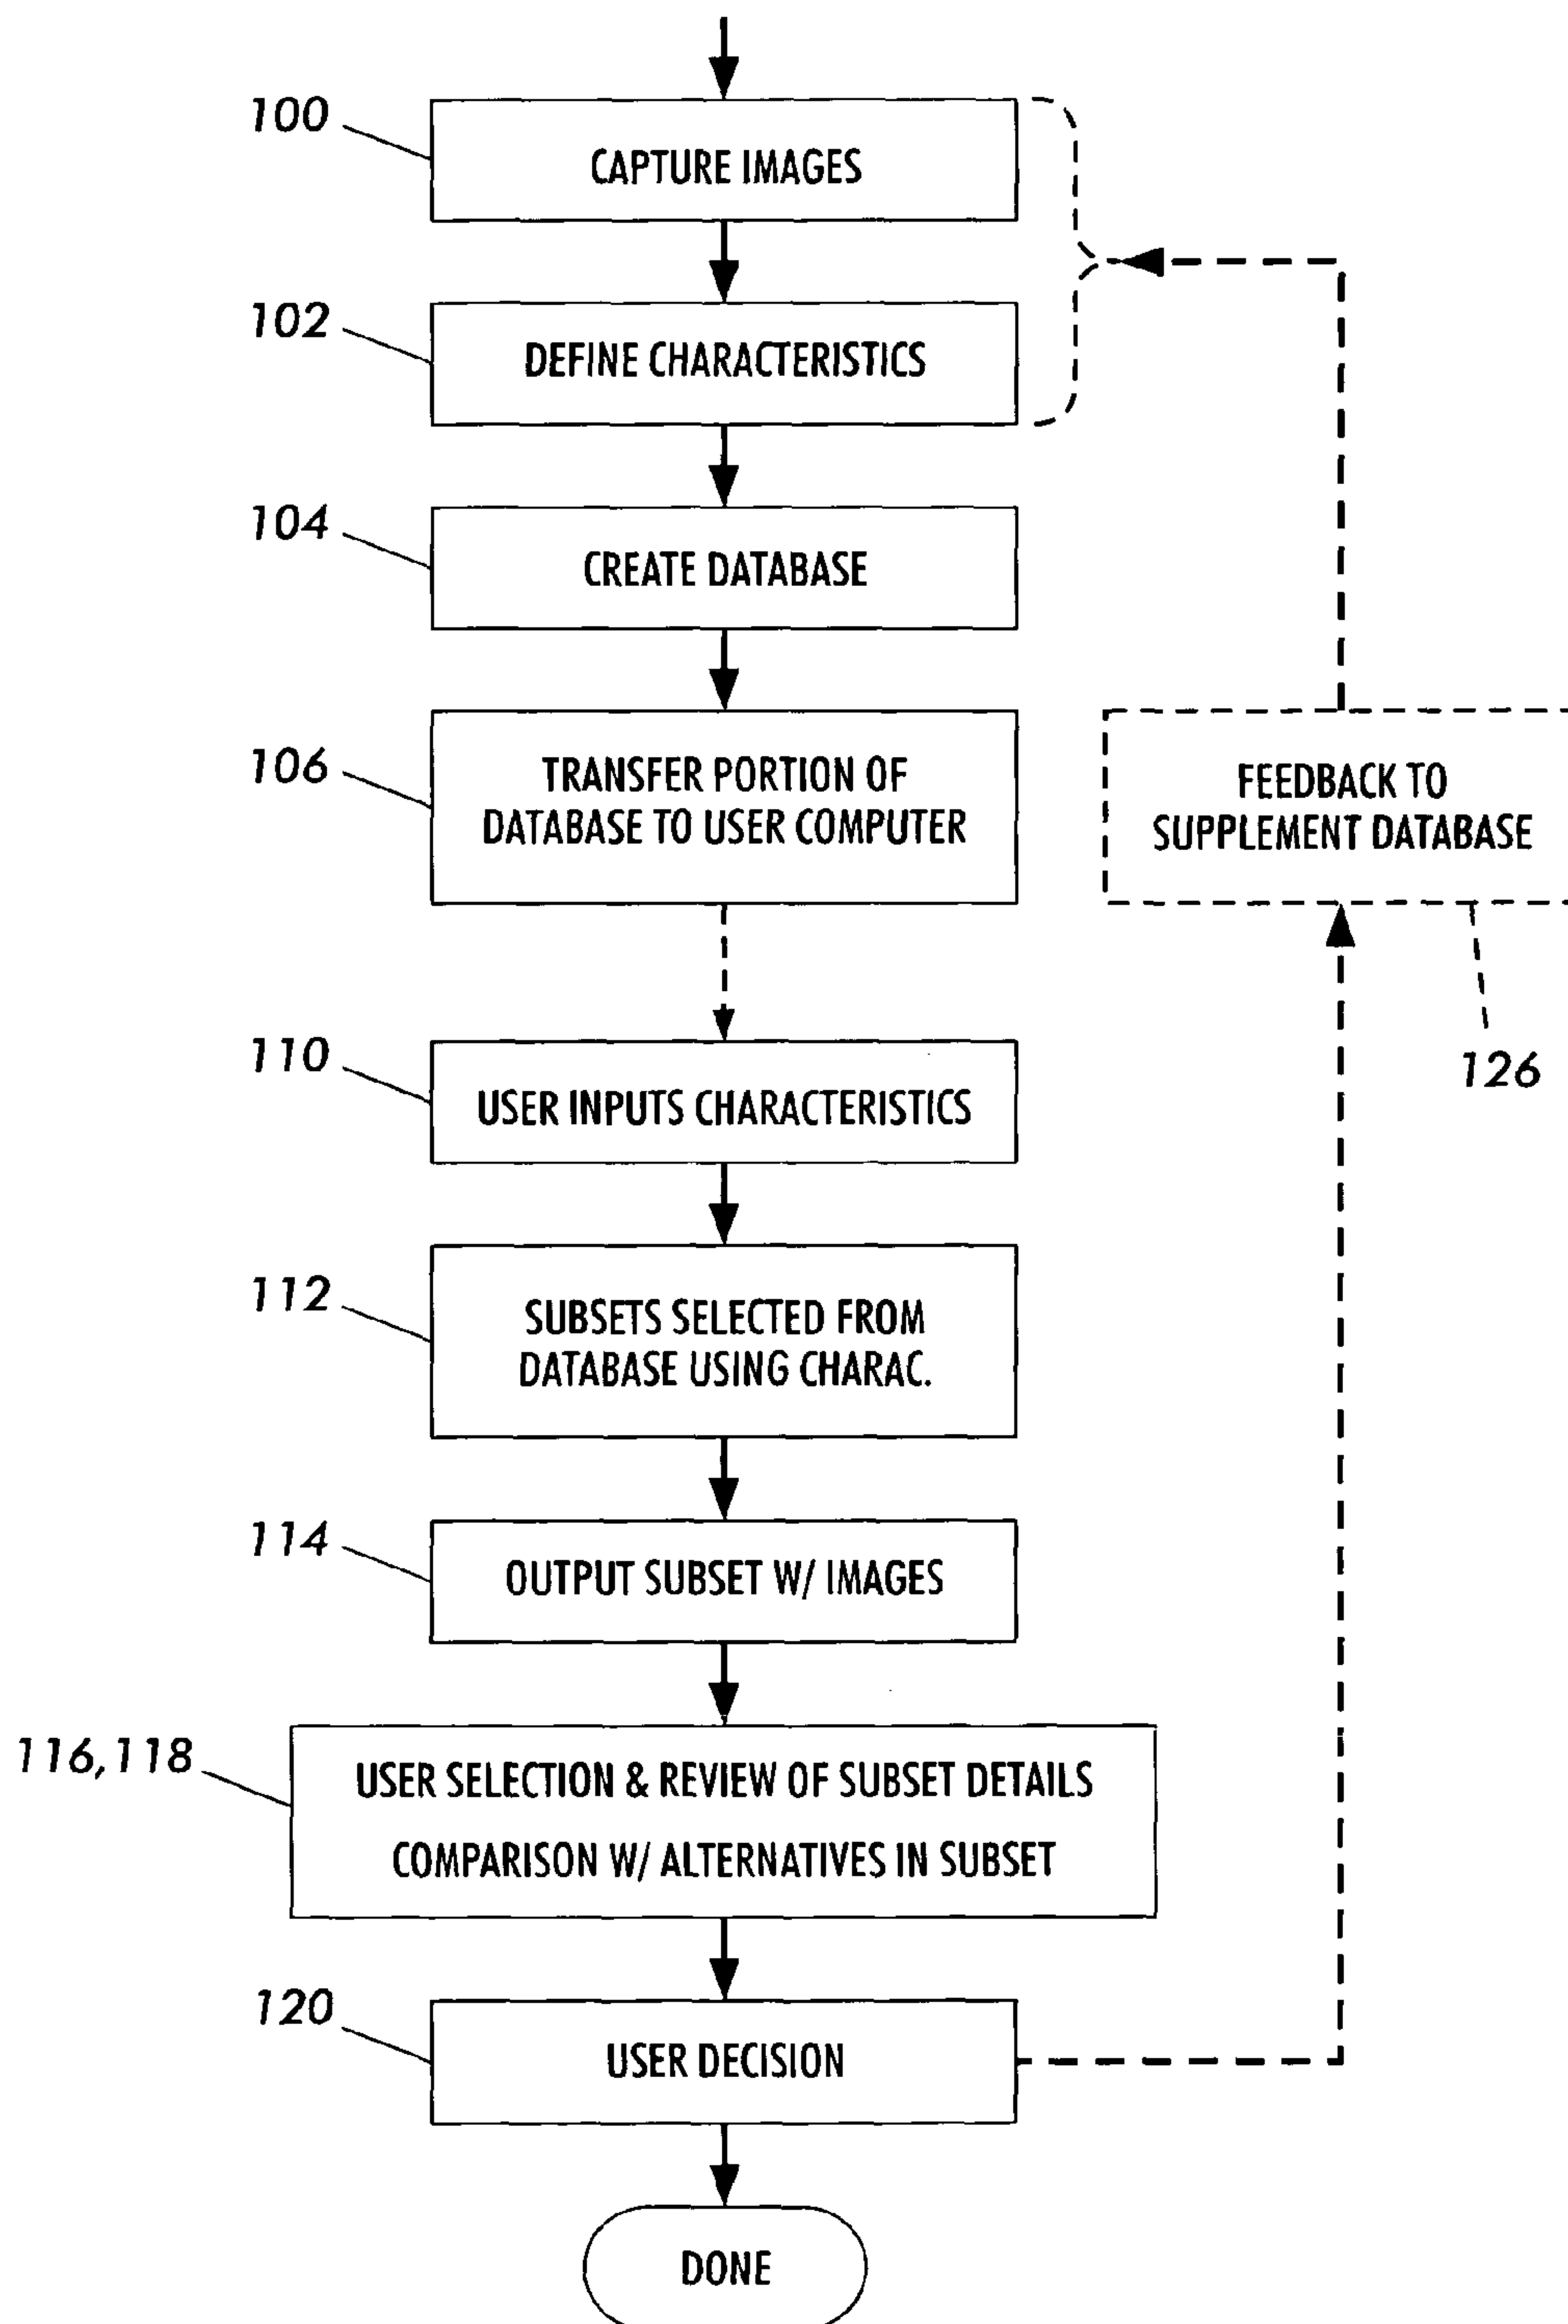 100
CAPTURE IMAGES
102
DEFINE CHARACTERISTICS
104
CREATE DATABASE
106
TRANSFER PORTION OF
DATABASE TO USER COMPUTER
FEEDBACK TO
SUPPLEMENT DATABASE
126
110
USER INPUTS CHARACTERISTICS
112
SUBSETS SELECTED FROM
DATABASE USING CHARAC.
114
OUTPUT SUBSET W/ IMAGES
116,118
USER SELECTION & REVIEW OF SUBSET DETAILS
COMPARISON W/ ALTERNATIVES IN SUBSET
120
USER DECISION
DONE